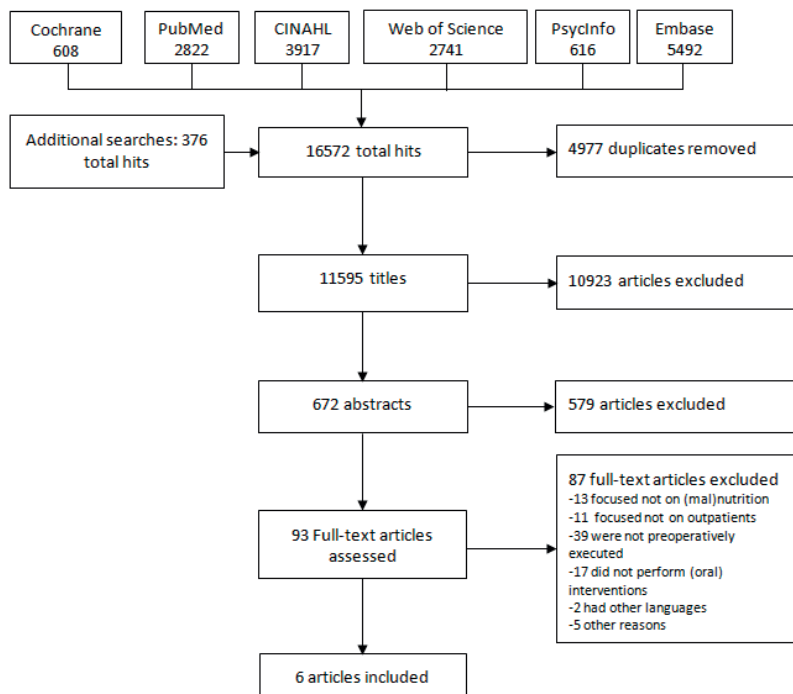 Cochrane
608
PubMed
2822
CINAHL
3917
Web of Science
2741
PsycInfo
616
Embase
5492
Additional searches: 376
total hits
16572 total hits
4977 duplicates removed
11595 titles
10923 articles excluded
672 abstracts
579 articles excluded
93 Full-text articles
assessed
87 full-text articles excluded
-13 focused not on (mal)nutrition
-11 focused not on outpatients
-39 were not preoperatively
executed
-17 did not perform (oral)
interventions
-2 had other languages
-5 other reasons
6 articles included